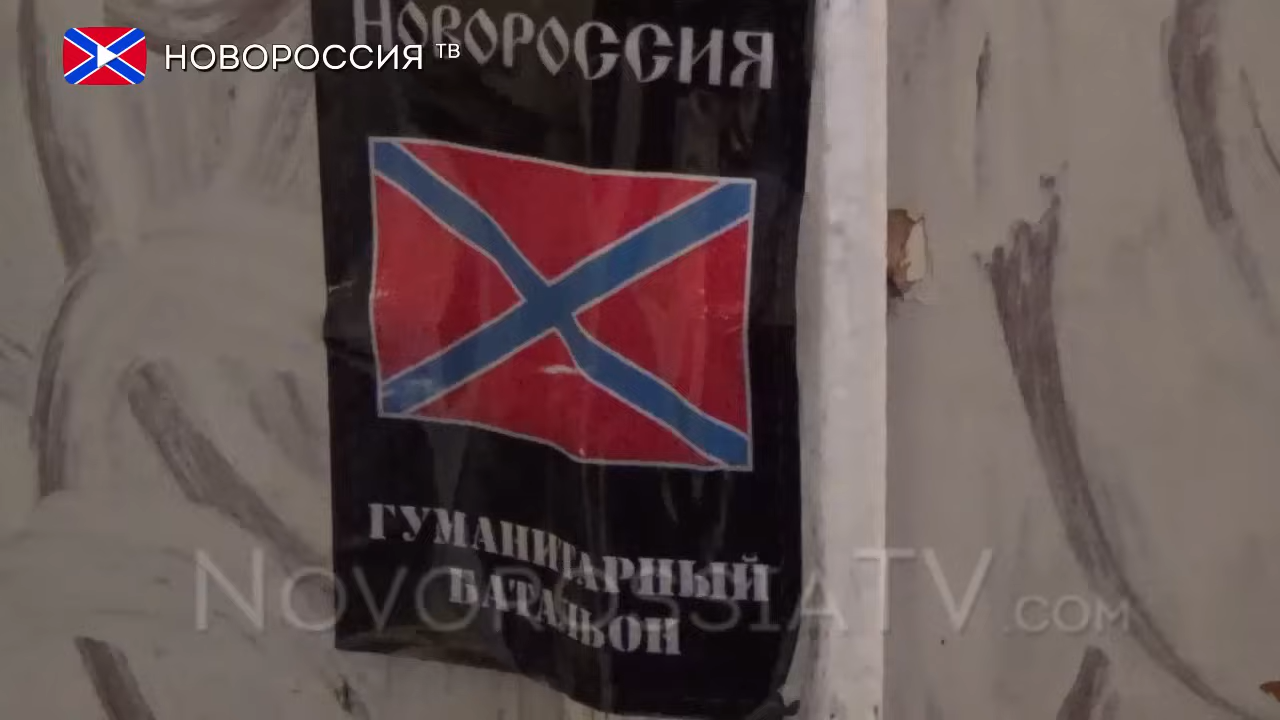 НОВОРОССИЯ ТВ
НОВОРОССИЯ
ГУМАНИТАРНЫЙ
БАТАЛЬОН
NOVOROSSIATV.COM